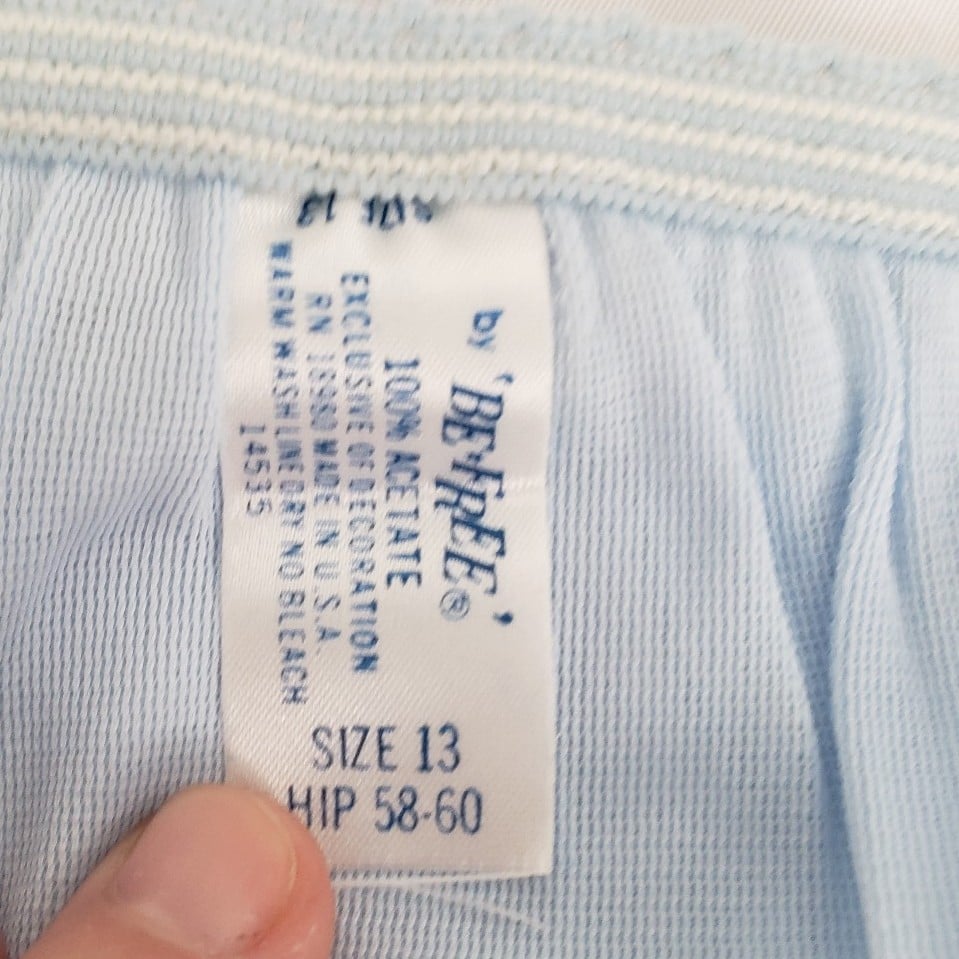 by 'BE·FREE'®
100% ACETATE
EXCLUSIVE OF DECORATION
RN 18980 MADE IN U.S.A.
WARM WASH LINE DRY NO BLEACH
14535
SIZE 13
HIP 58-60